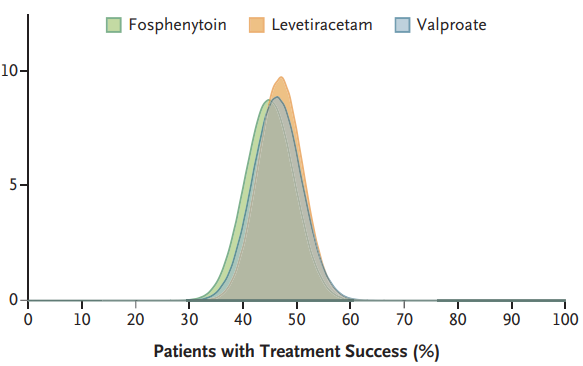 Fosphenytoin Levetiracetam Valproate
10
5
0
0 10 20 30 40 50 60 70 80 90 100
Patients with Treatment Success (%)